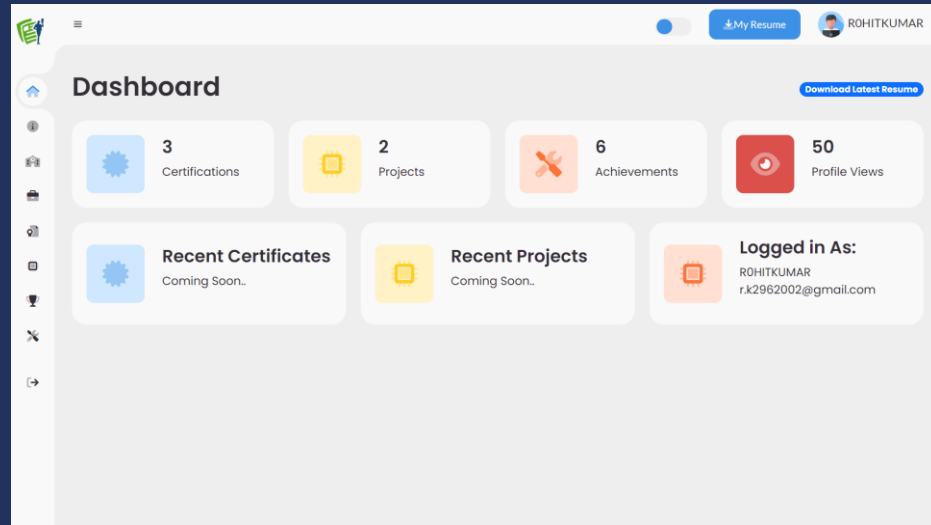 My Resume
R0HITKUMAR
Dashboard
Download Latest Resume
3
Certifications
2
Projects
6
Achievements
50
Profile Views
Recent Certificates
Coming Soon..
Recent Projects
Coming Soon..
Logged in As:
R0HITKUMAR
r.k2962002@gmail.com